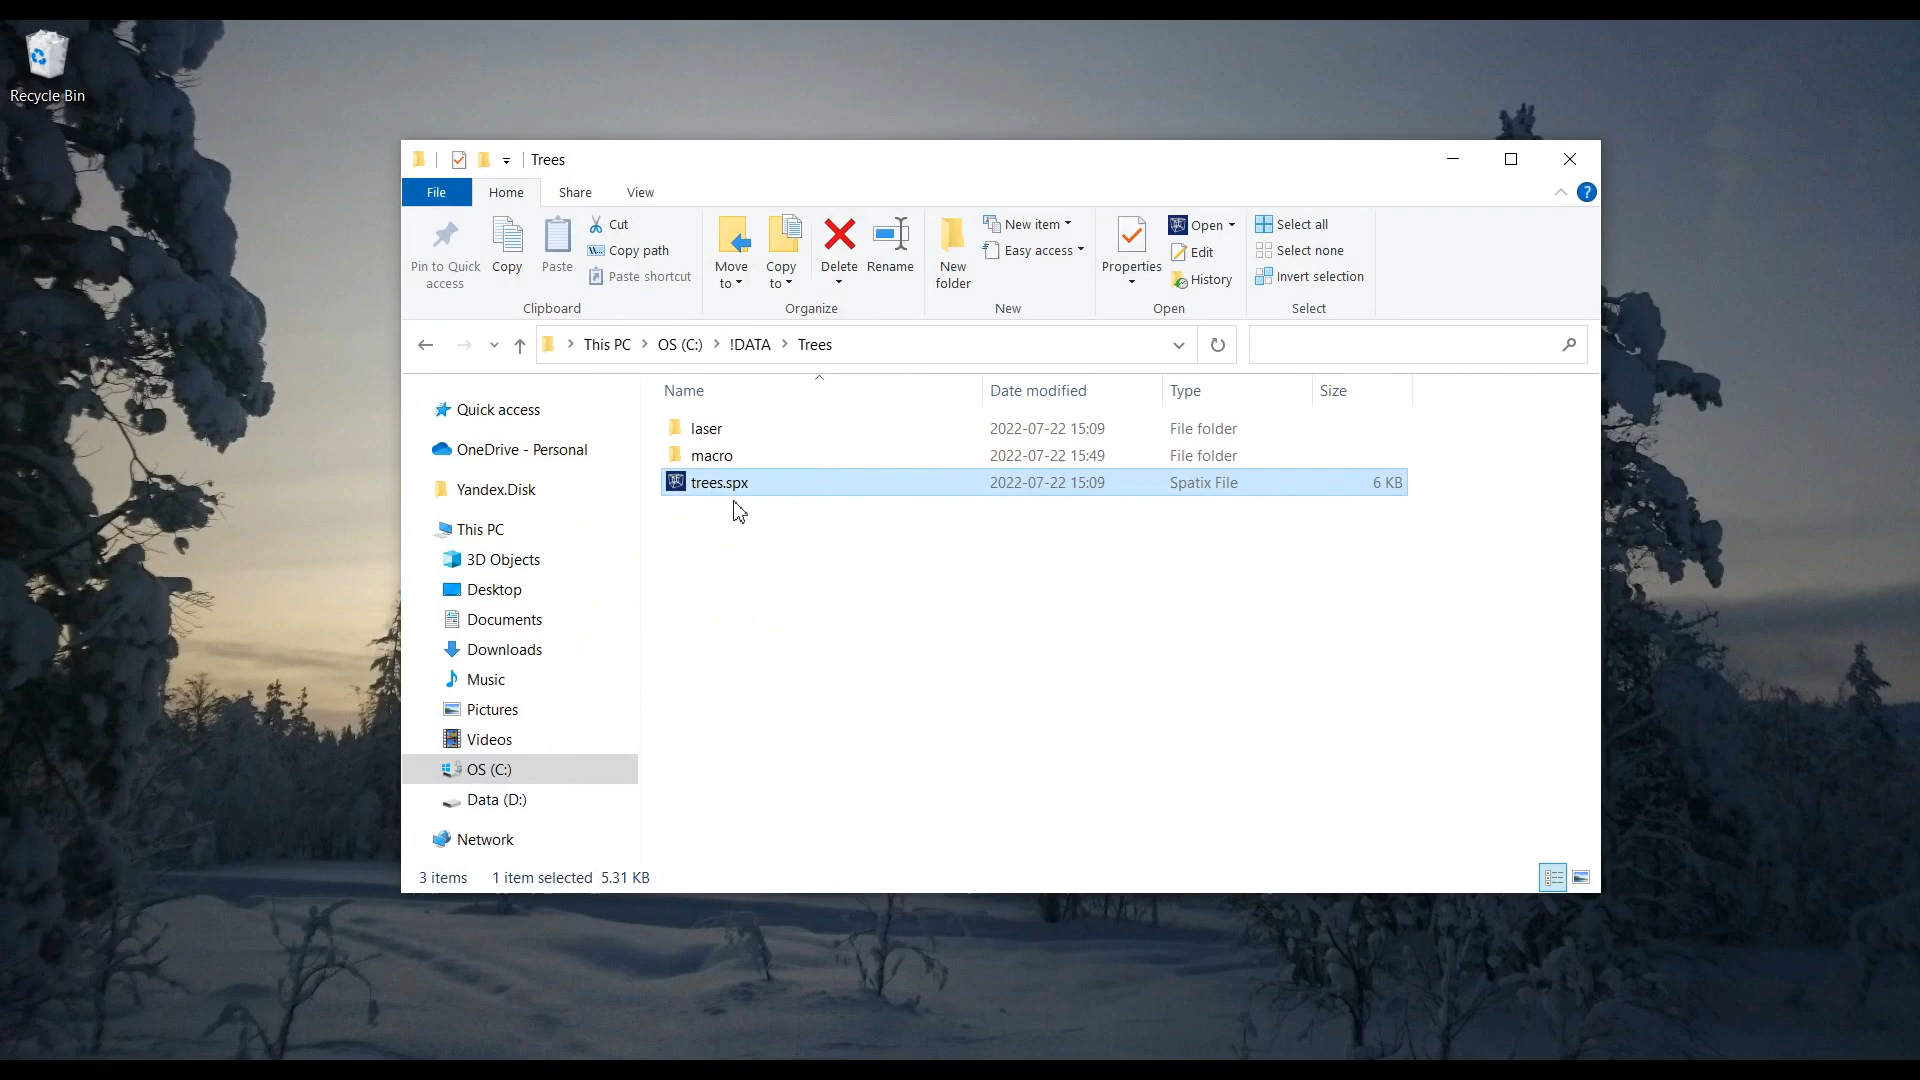 Recycle Bin
Trees
File Home Share View
Pin to Quick access
Copy
Paste
Cut
Copy path
Paste shortcut
Clipboard
Move to
Copy to
Delete
Rename
Organize
New folder
New item
Easy access
New
Properties
Open
Edit
History
Open
Select all
Select none
Invert selection
Select
This PC > OS (C:) > !DATA > Trees
Name Date modified Type Size
laser 2022-07-22 15:09 File folder
macro 2022-07-22 15:49 File folder
trees.spx 2022-07-22 15:09 Spatix File 6 KB
Quick access
OneDrive - Personal
Yandex.Disk
This PC
3D Objects
Desktop
Documents
Downloads
Music
Pictures
Videos
OS (C:)
Data (D:)
Network
3 items 1 item selected 5.31 KB